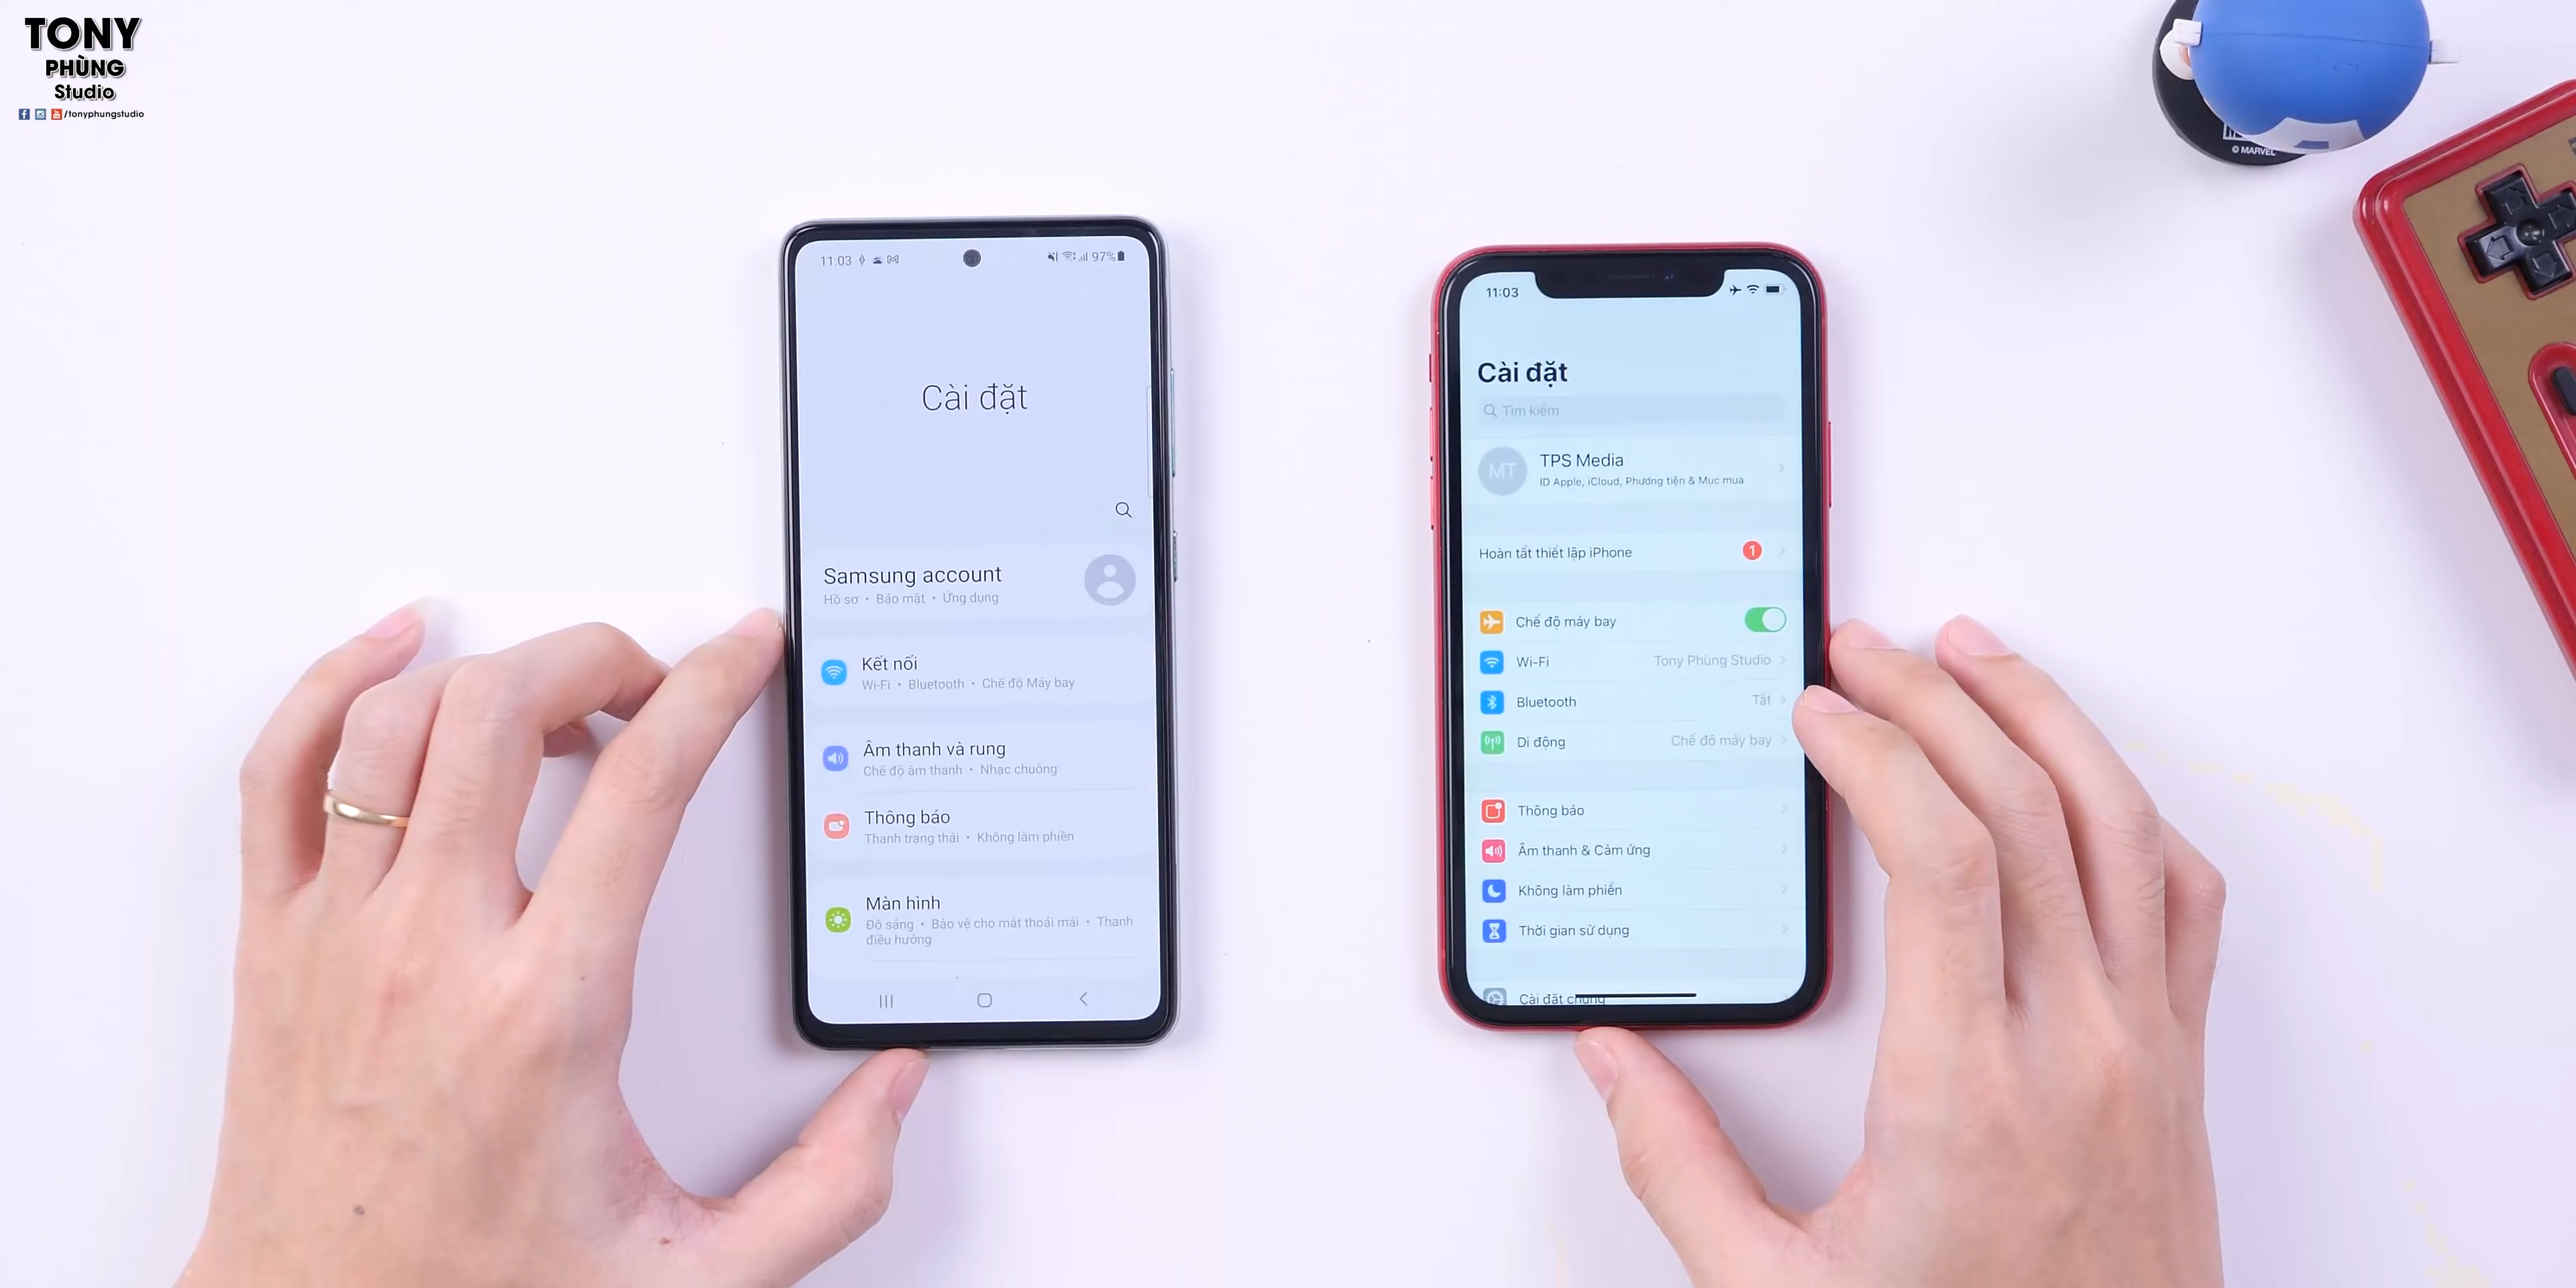 TONY
PHÙNG
Studio
/tonyphungstudio
© MARVEL
11:03
97%
Cài đặt
Samsung account
Hồ sơ • Bảo mật • Ứng dụng
Kết nối
Wi-Fi • Bluetooth • Chế độ Máy bay
Âm thanh và rung
Chế độ âm thanh • Nhạc chuông
Thông báo
Thanh trạng thái • Không làm phiền
Màn hình
Độ sáng • Bảo vệ cho mắt thoải mái • Thanh
điều hướng
11:03
Cài đặt
Tìm kiếm
MT
TPS Media
ID Apple, iCloud, Phương tiện & Mục mua
Hoàn tất thiết lập iPhone
1
Chế độ máy bay
Wi-Fi Tony Phùng Studio
Bluetooth Tắt
Di động Chế độ máy bay
Thông báo
Âm thanh & Cảm ứng
Không làm phiền
Thời gian sử dụng
Cài đặt chung